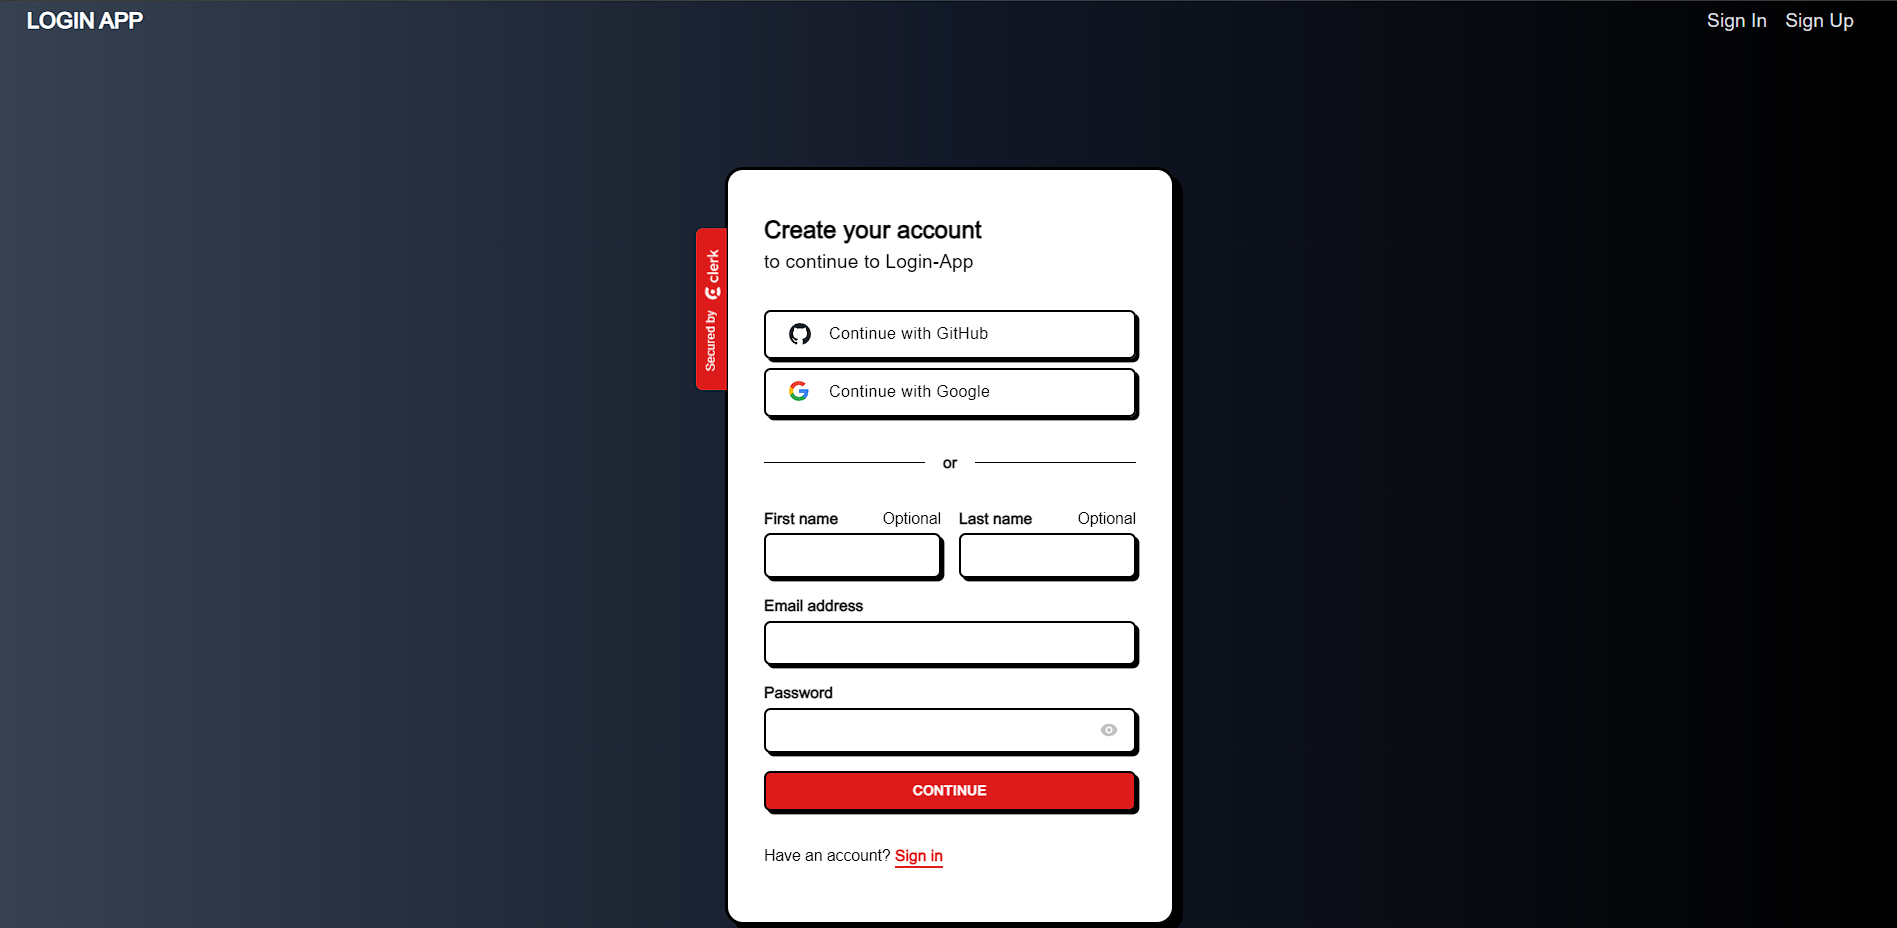 LOGIN APP
Sign In Sign Up
Secured by clerk
Create your account
to continue to Login-App
Continue with GitHub
Continue with Google
or
First name Optional Last name Optional
Email address
Password
CONTINUE
Have an account? Sign in